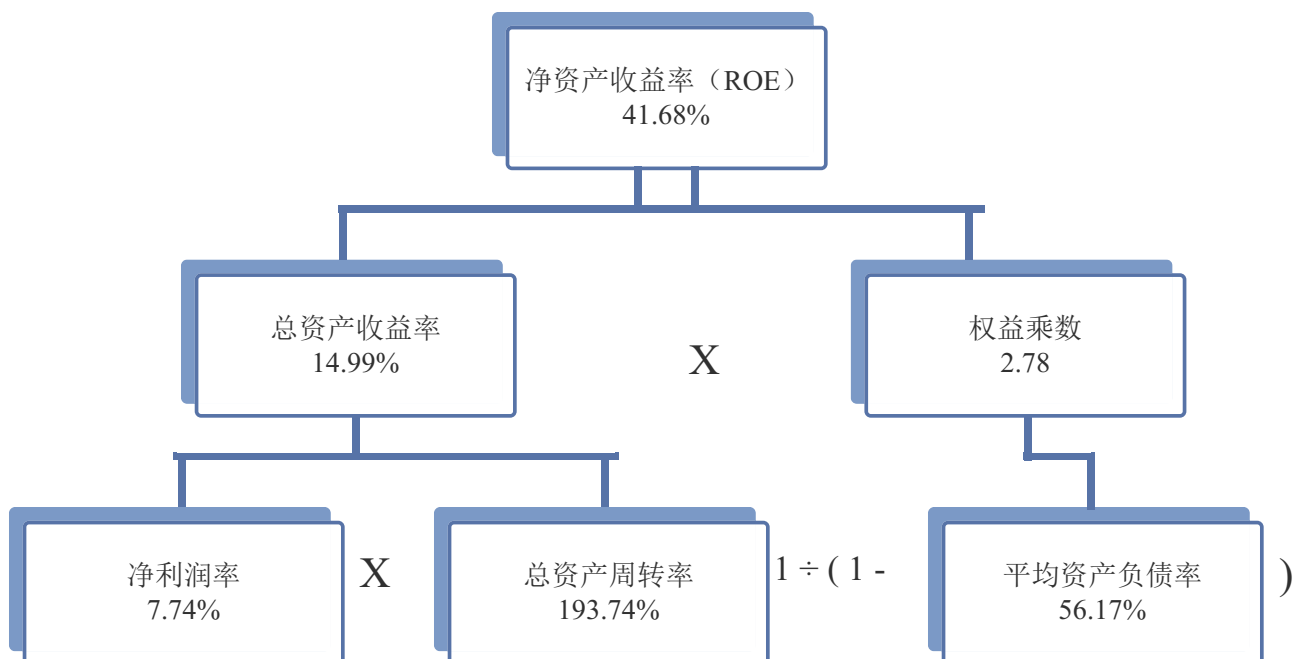 净资产收益率（ROE）
41.68%
总资产收益率
14.99%
X
权益乘数
2.78
净利润率
7.74%
X
总资产周转率
193.74%
1 ÷ ( 1 -
平均资产负债率
56.17%
)